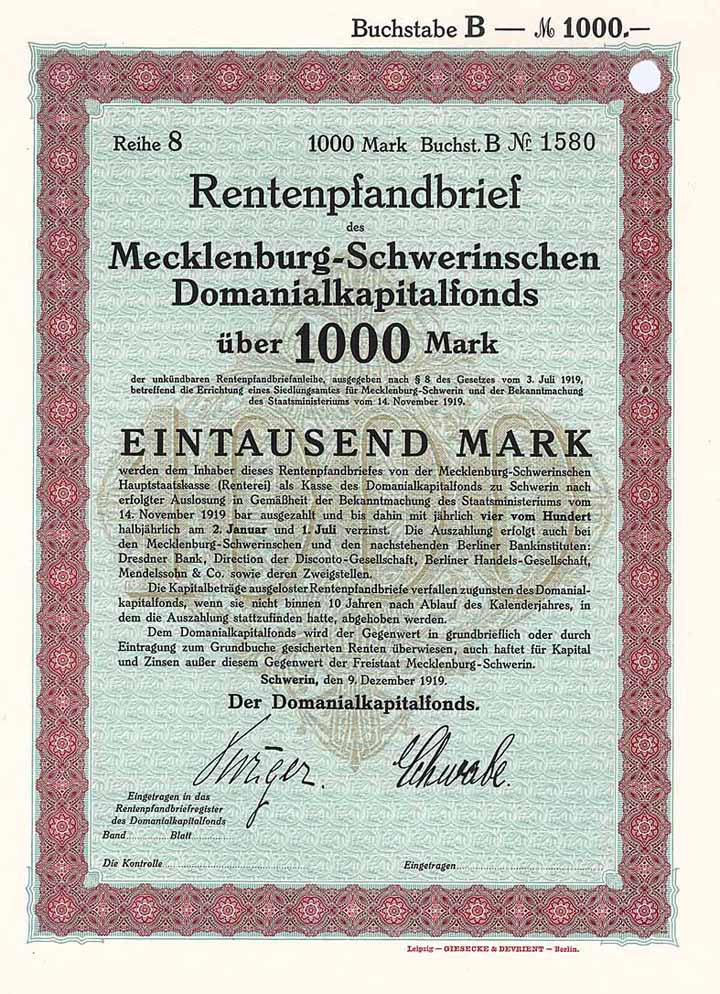 Buchstabe B — ℳ 1000.—
Reihe 8 1000 Mark Buchst. B № 1580
Rentenpfandbrief
des
Mecklenburg-Schwerinschen
Domanialkapitalfonds
über 1000 Mark
der unkündbaren Rentenpfandbriefanleihe, ausgegeben nach § 8 des Gesetzes vom 3. Juli 1919,
betreffend die Errichtung eines Siedlungsamtes für Mecklenburg-Schwerin und der Bekanntmachung
des Staatsministeriums vom 14. November 1919.
EINTAUSEND MARK
werden dem Inhaber dieses Rentenpfandbriefes von der Mecklenburg-Schwerinschen
Hauptstaatskasse (Renterei) als Kasse des Domanialkapitalfonds zu Schwerin nach
erfolgter Auslosung in Gemäßheit der Bekanntmachung des Staatsministeriums vom
14. November 1919 bar ausgezahlt und bis dahin mit jährlich vier vom Hundert
halbjährlich am 2. Januar und 1. Juli verzinst. Die Auszahlung erfolgt auch bei
den Mecklenburg-Schwerinschen und den nachstehenden Berliner Bankinstituten:
Dresdner Bank, Direction der Disconto-Gesellschaft, Berliner Handels-Gesellschaft,
Mendelssohn & Co. sowie deren Zweigstellen.
Die Kapitalbeträge ausgeloster Rentenpfandbriefe verfallen zugunsten des Domanial-
kapitalfonds, wenn sie nicht binnen 10 Jahren nach Ablauf des Kalenderjahres, in
dem die Auszahlung stattzufinden hatte, abgehoben werden.
Dem Domanialkapitalfonds wird der Gegenwert in grundbrieflich oder durch
Eintragung zum Grundbuche gesicherten Renten überwiesen, auch haftet für Kapital
und Zinsen außer diesem Gegenwert der Freistaat Mecklenburg-Schwerin.
Schwerin, den 9. Dezember 1919.
Der Domanialkapitalfonds.
Schwabe.
Eingetragen in das
Rentenpfandbriefregister
des Domanialkapitalfonds
Band.......... Blatt..........
Die Kontrolle.......... Eingetragen..........
Leipzig — GIESECKE & DEVRIENT — Berlin.